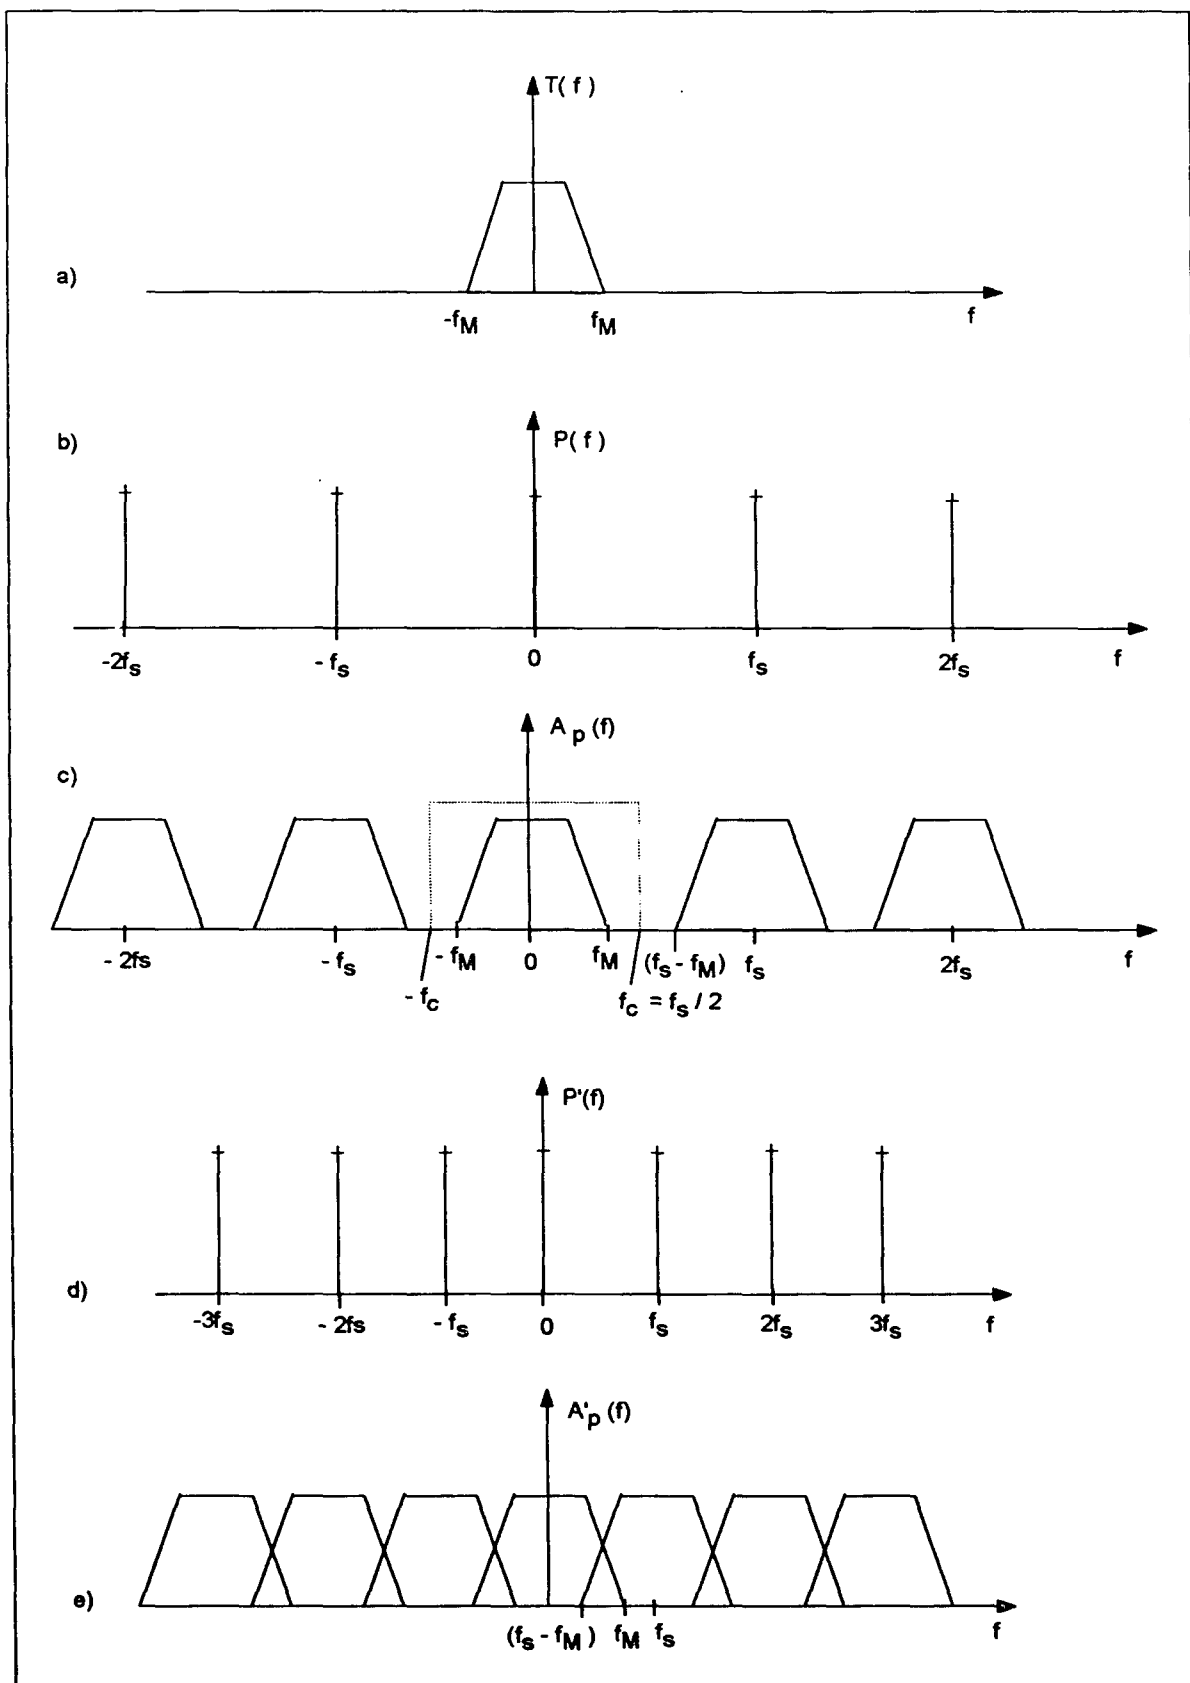 T( f )
a)
-fM fM f
b)
P( f )
-2fs - fs 0 fs 2fs f
A p (f)
c)
- 2fs - fs - fM 0 fM (fs - fM) fs 2fs f
- fc fc = fs / 2
P'(f)
d)
-3fs - 2fs - fs 0 fs 2fs 3fs f
A'p (f)
e)
(fs - fM ) fM fs f